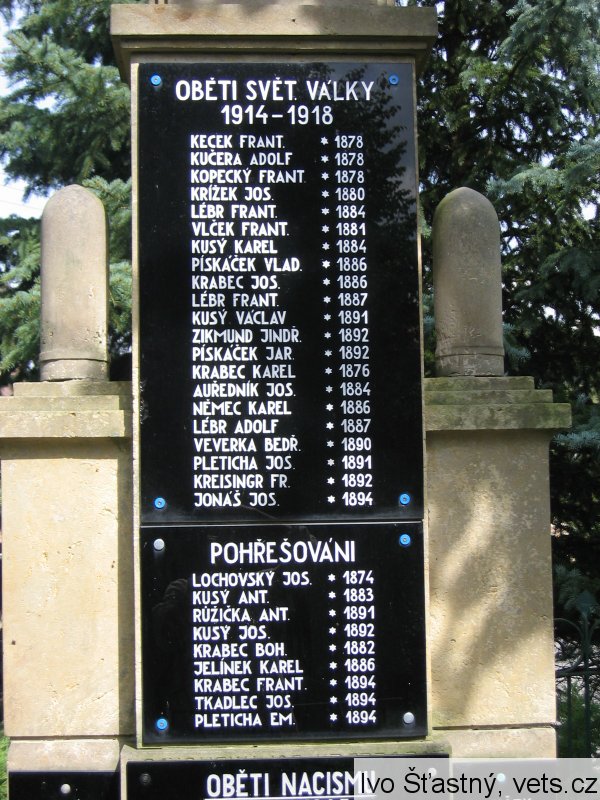 OBĚTI SVĚT. VÁLKY
1914 – 1918
KECEK FRANT. * 1878
KUČERA ADOLF * 1878
KOPECKÝ FRANT. * 1878
KŘÍŽEK JOS. * 1880
LÉBR FRANT. * 1884
VLČEK FRANT. * 1881
KUSÝ KAREL * 1884
PÍSKÁČEK VLAD. * 1886
KRABEC JOS. * 1886
LÉBR FRANT. * 1887
KUSÝ VÁCLAV * 1891
ZIKMUND JINDŘ. * 1892
PÍSKÁČEK JAR. * 1892
KRABEC KAREL * 1876
AUŘEDNÍK JOS. * 1884
NĚMEC KAREL * 1886
LÉBR ADOLF * 1887
VEVERKA BEDŘ. * 1890
PLETICHA JOS. * 1891
KREISINGR FR. * 1892
JONÁŠ JOS. * 1894
POHŘEŠOVÁNI
LOCHOVSKÝ JOS. * 1874
KUSÝ ANT. * 1883
RŮŽIČKA ANT. * 1891
KUSÝ JOS. * 1892
KRABEC BOH. * 1882
JELÍNEK KAREL * 1886
KRABEC FRANT. * 1894
TKADLEC JOS. * 1894
PLETICHA EM. * 1894
OBĚTI NACISMU
Ivo Šťastný, vets.cz